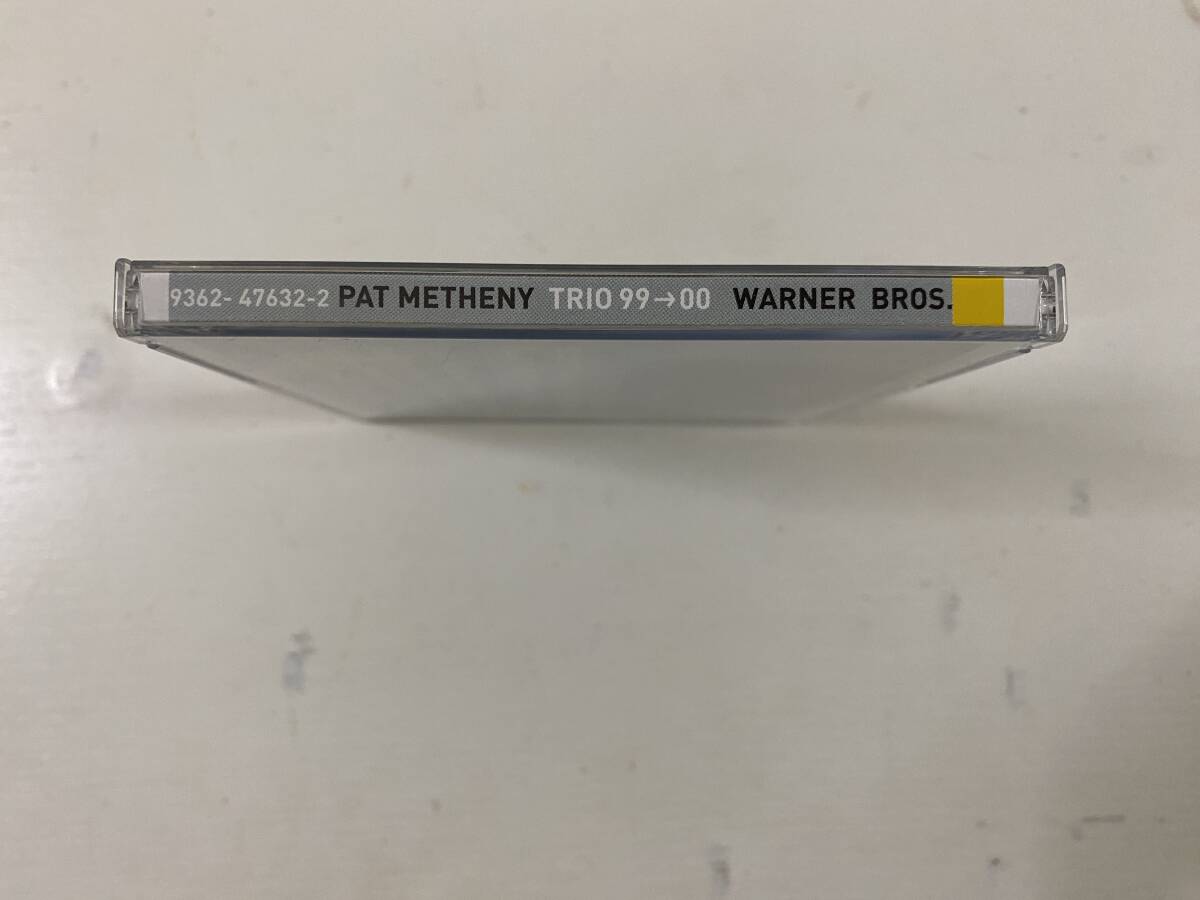 9362- 47632-2 PAT METHENY TRIO 99→00 WARNER BROS.